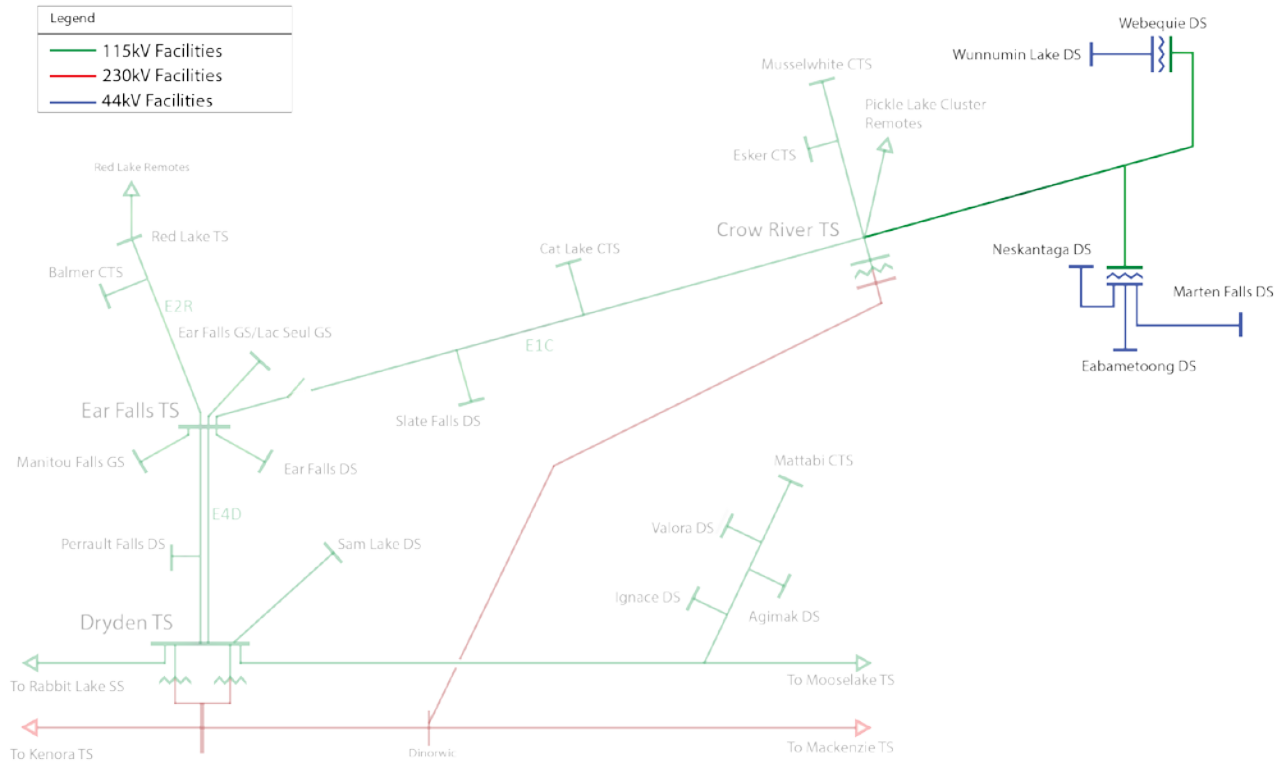 Legend
115kV Facilities
230kV Facilities
44kV Facilities
Webequie DS
Wunnumin Lake DS
Musselwhite CTS
Pickle Lake Cluster
Remotes
Esker CTS
Red Lake Remotes
Red Lake TS
Crow River TS
Cat Lake CTS
Neskantaga DS
Balmer CTS
Marten Falls DS
E2R
Ear Falls GS/Lac Seul GS
E1C
Eabametoong DS
Ear Falls TS
Slate Falls DS
Manitou Falls GS
Ear Falls DS
Mattabi CTS
E4D
Valora DS
Perrault Falls DS
Sam Lake DS
Ignace DS
Agimak DS
Dryden TS
To Rabbit Lake SS
To Mooselake TS
To Kenora TS
Dinorwic
To Mackenzie TS